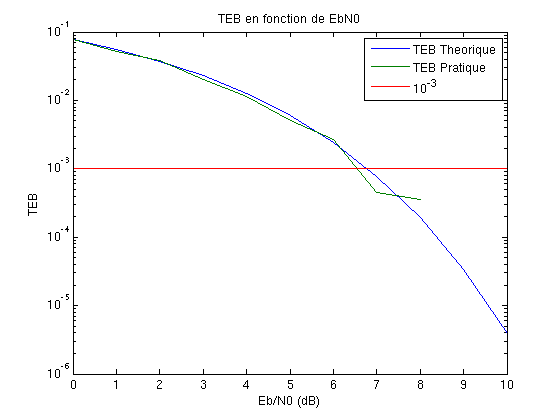 TEB en fonction de EbN0
10^-1
10^-2
10^-3
10^-4
10^-5
10^-6
TEB
TEB Theorique
TEB Pratique
10^-3
0 1 2 3 4 5 6 7 8 9 10
Eb/N0 (dB)